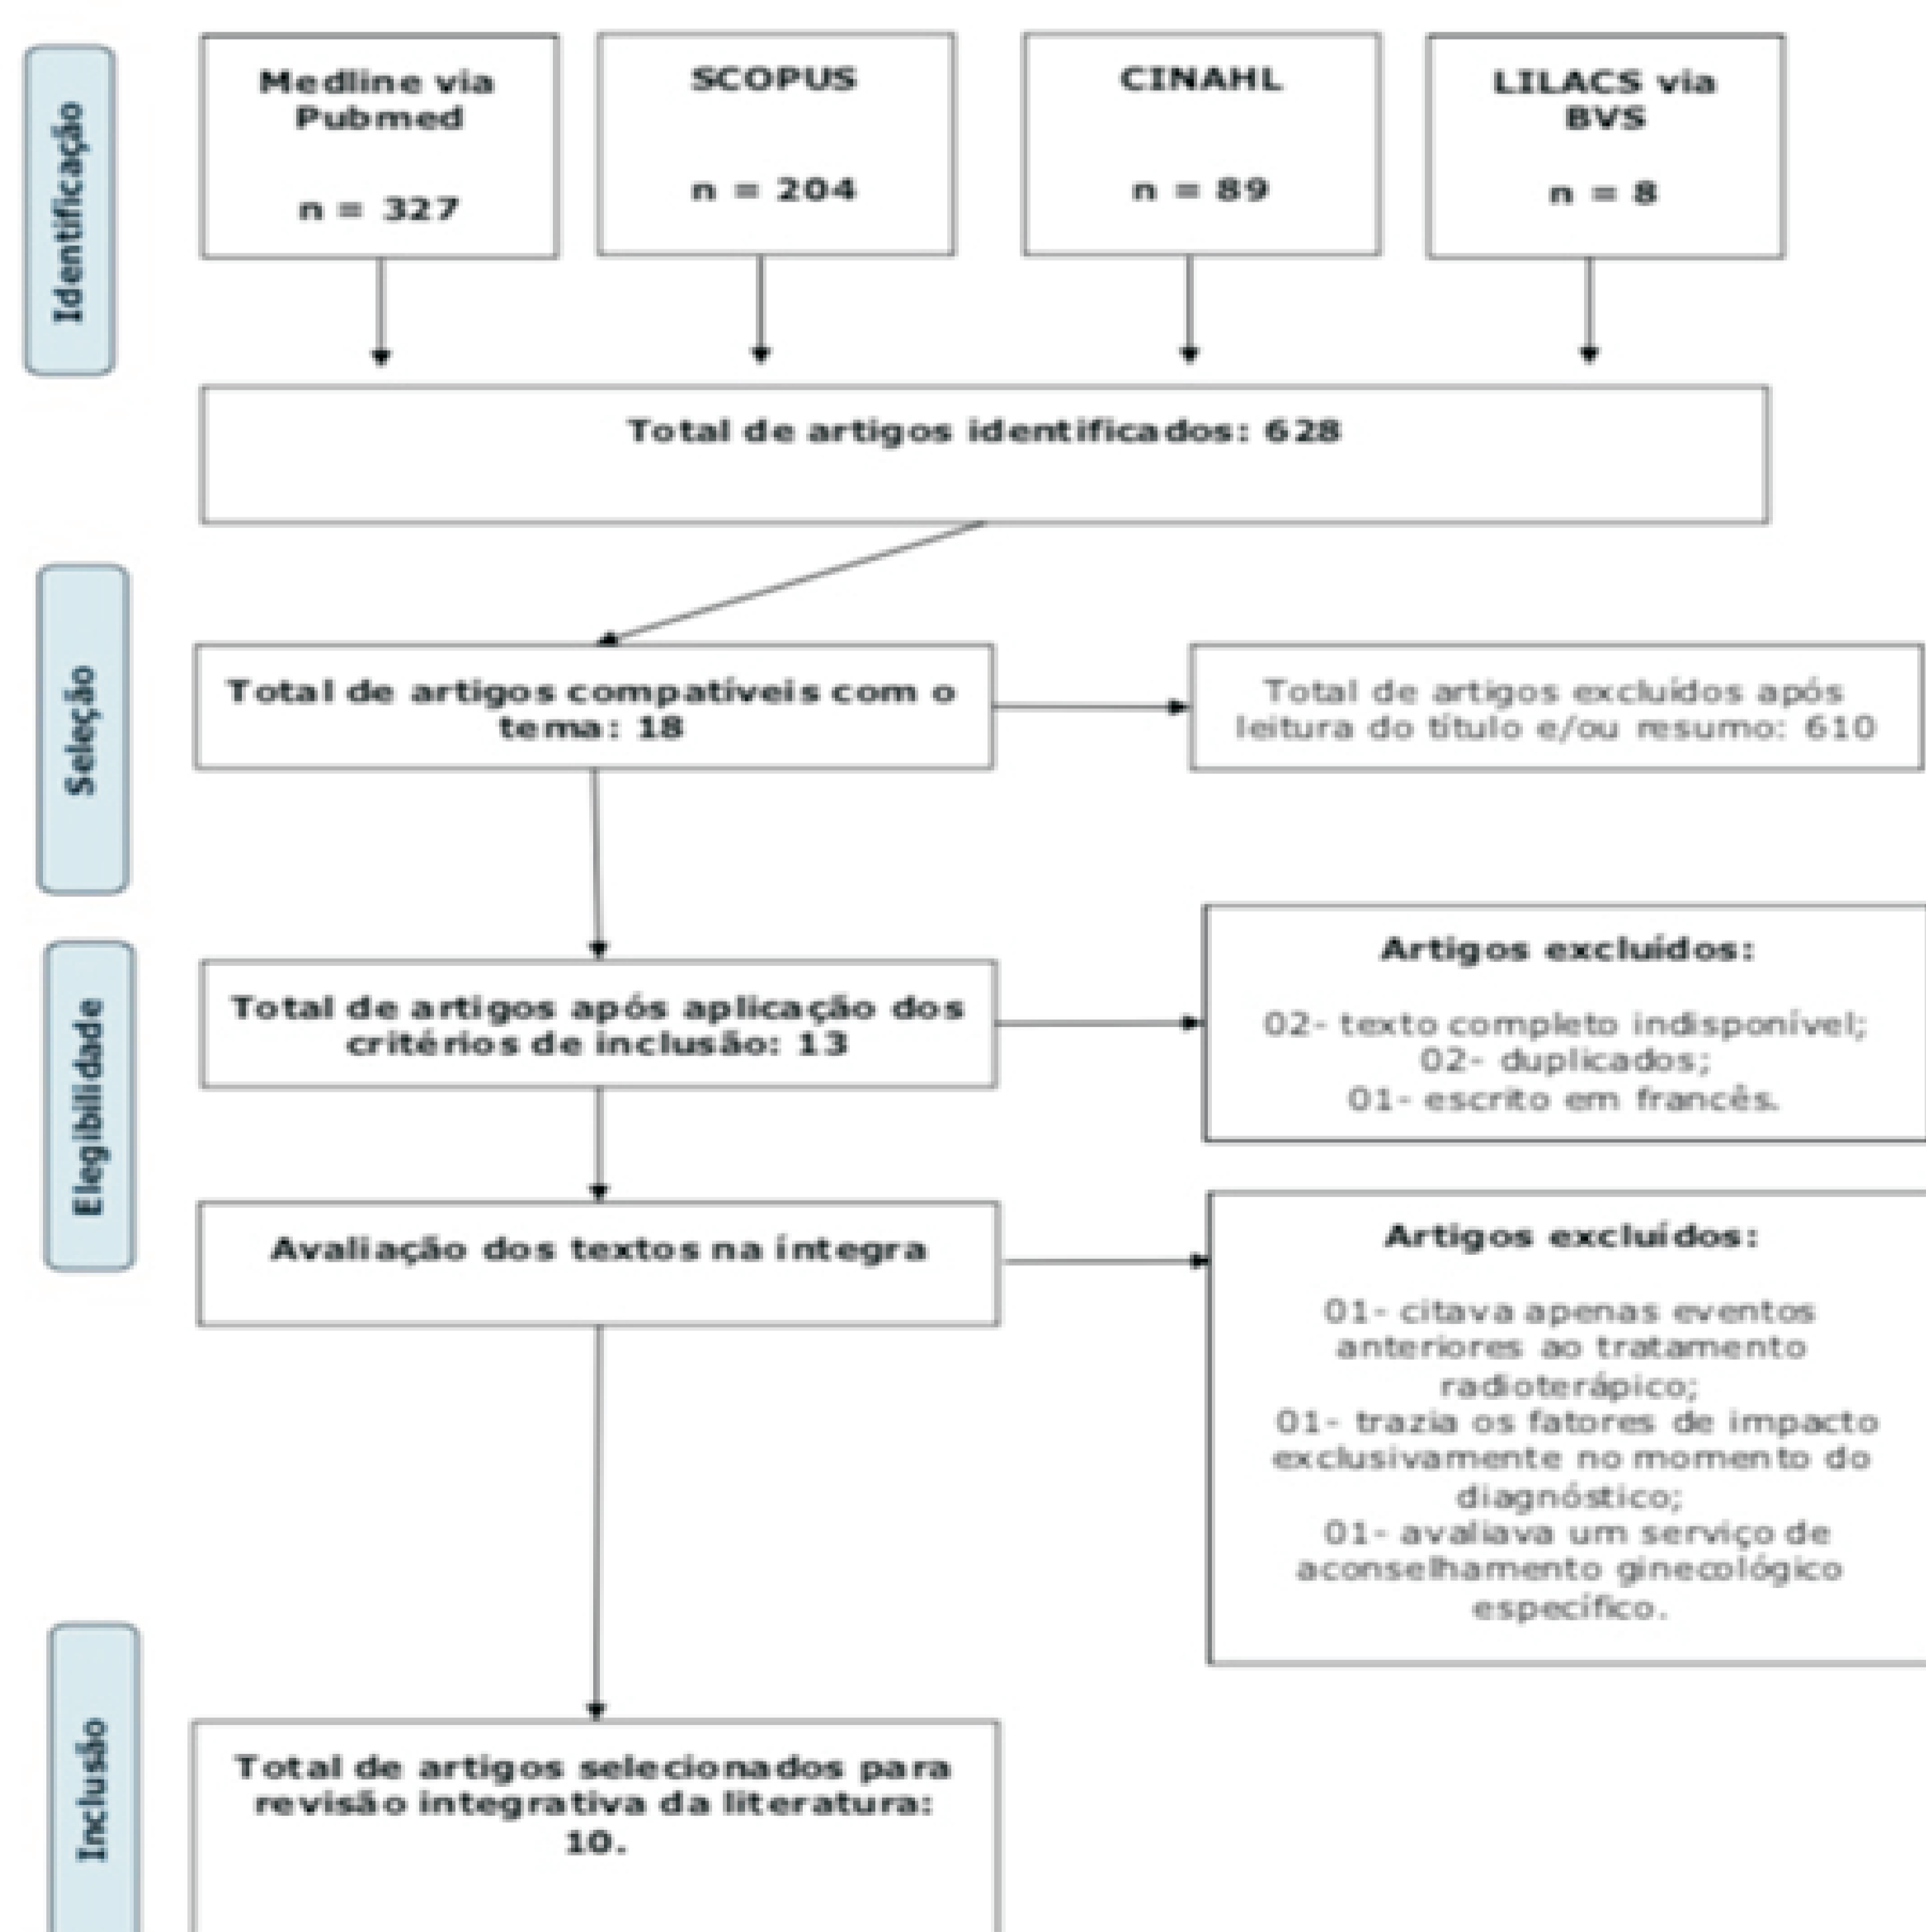 Identificação
Medline via
Pubmed
n = 327
SCOPUS
n = 204
CINAHL
n = 89
LILACS via
BVS
n = 8
Total de artigos identificados: 628
Seleção
Total de artigos compatíveis com o
tema: 18
Total de artigos excluídos após
leitura do título e/ou resumo: 610
Elegibilidade
Total de artigos após aplicação dos
critérios de inclusão: 13
Artigos excluídos:
02- texto completo indisponível;
02- duplicados;
01- escrito em francês.
Avaliação dos textos na íntegra
Artigos excluídos:
01- citava apenas eventos
anteriores ao tratamento
radioterápico;
01- trazia os fatores de impacto
exclusivamente no momento do
diagnóstico;
01- avaliava um serviço de
aconselhamento ginecológico
específico.
Inclusão
Total de artigos selecionados para
revisão integrativa da literatura:
10.